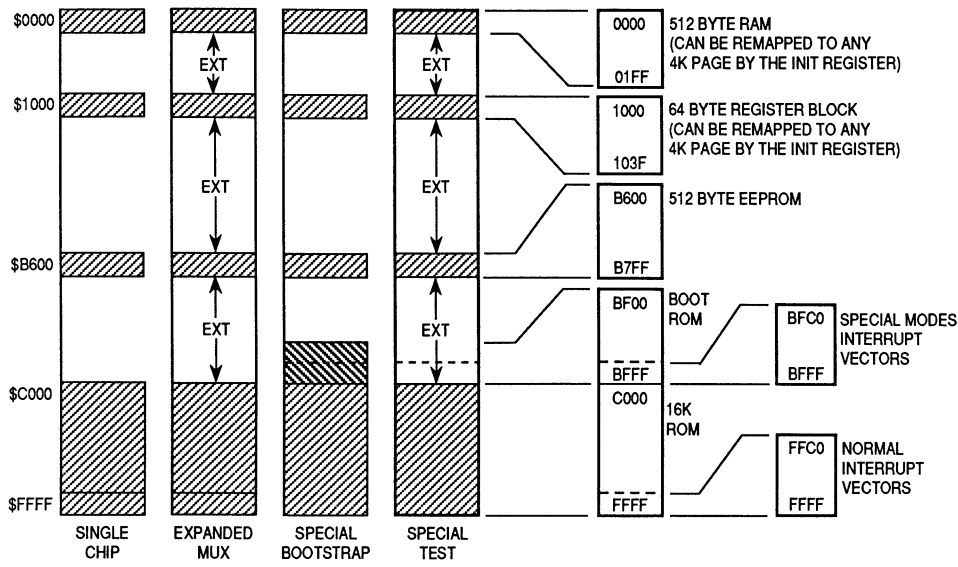 $0000
$1000
$B600
$C000
$FFFF
EXT
EXT
EXT
EXT
EXT
EXT
SINGLE
CHIP
EXPANDED
MUX
SPECIAL
BOOTSTRAP
SPECIAL
TEST
0000
01FF
512 BYTE RAM
(CAN BE REMAPPED TO ANY
4K PAGE BY THE INIT REGISTER)
1000
103F
64 BYTE REGISTER BLOCK
(CAN BE REMAPPED TO ANY
4K PAGE BY THE INIT REGISTER)
B600
B7FF
512 BYTE EEPROM
BF00
BFFF
BOOT
ROM
BFC0
BFFF
SPECIAL MODES
INTERRUPT
VECTORS
C000
FFFF
16K
ROM
FFC0
FFFF
NORMAL
INTERRUPT
VECTORS